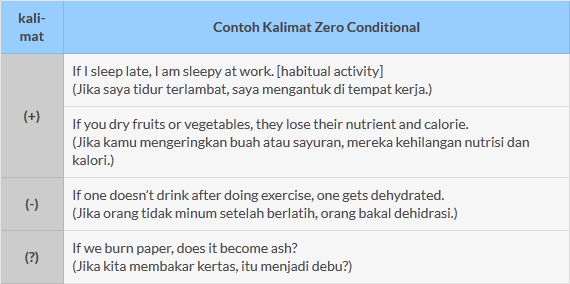 kali-
mat
Contoh Kalimat Zero Conditional
(+)
If I sleep late, I am sleepy at work. [habitual activity]
(Jika saya tidur terlambat, saya mengantuk di tempat kerja.)
If you dry fruits or vegetables, they lose their nutrient and calorie.
(Jika kamu mengeringkan buah atau sayuran, mereka kehilangan nutrisi dan
kalori.)
(-)
If one doesn’t drink after doing exercise, one gets dehydrated.
(Jika orang tidak minum setelah berlatih, orang bakal dehidrasi.)
(?)
If we burn paper, does it become ash?
(Jika kita membakar kertas, itu menjadi debu?)